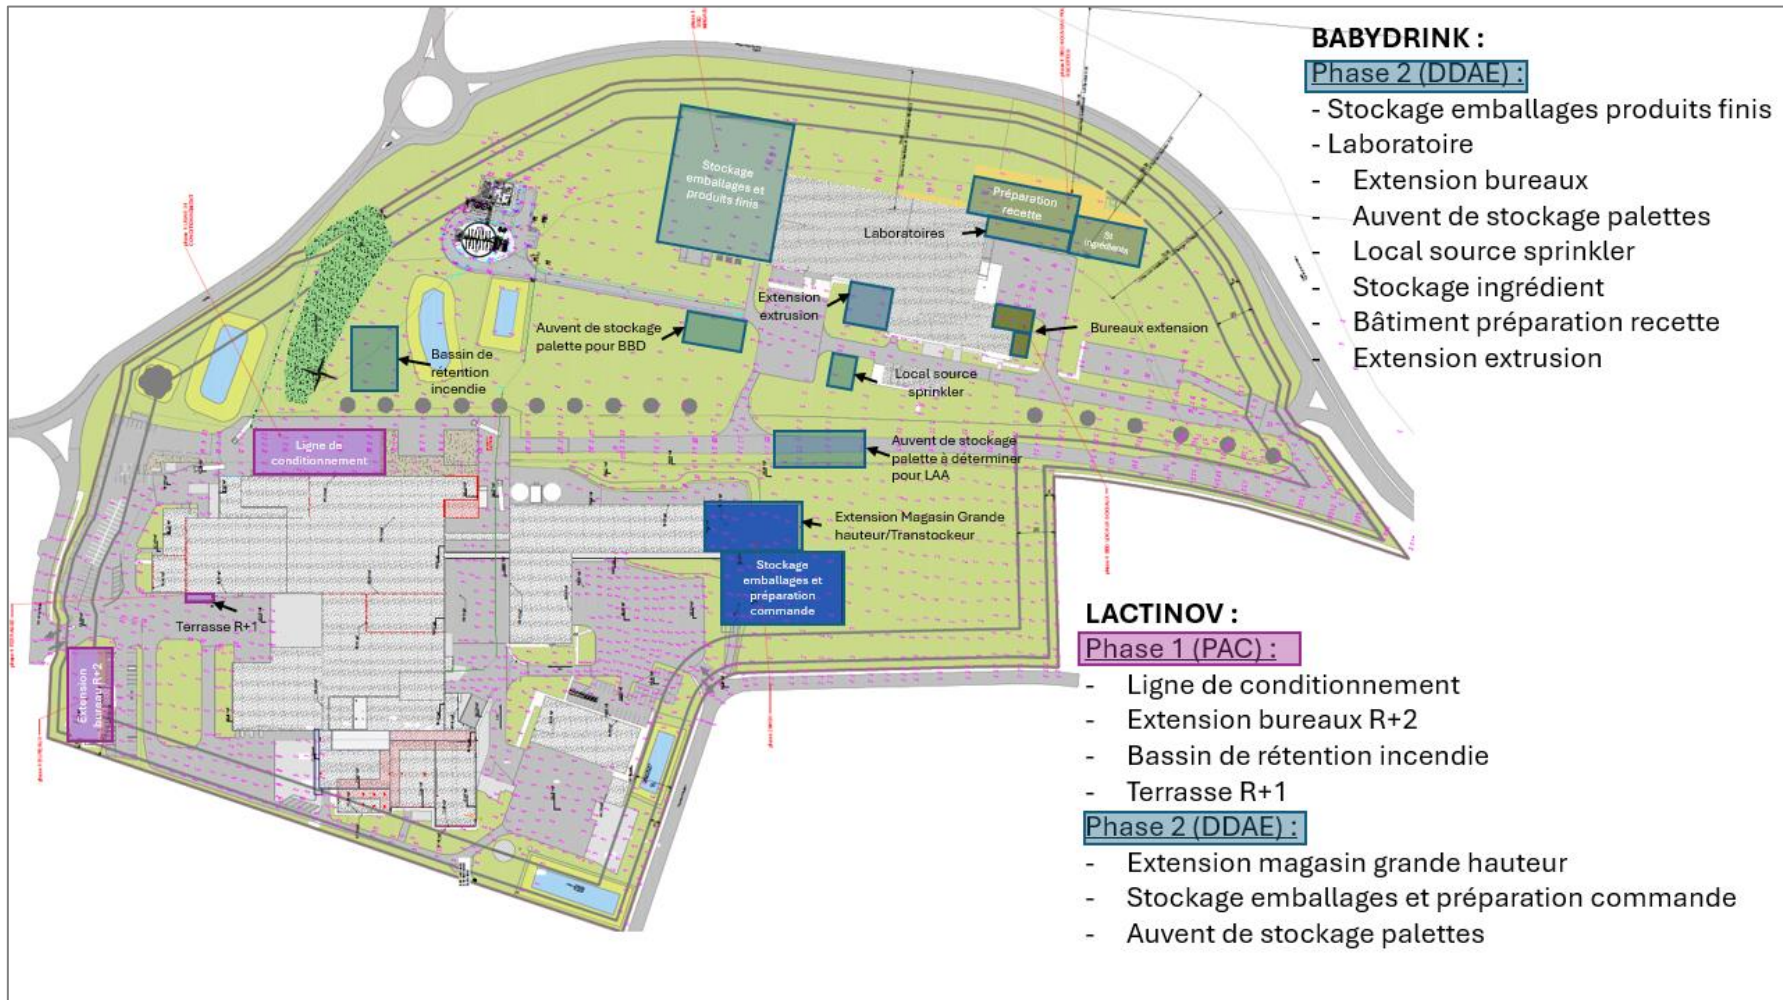 BABYDRINK :
Phase 2 (DDAE) :
- Stockage emballages produits finis
- Laboratoire
- Extension bureaux
- Auvent de stockage palettes
- Local source sprinkler
- Stockage ingrédient
- Bâtiment préparation recette
- Extension extrusion
Stockage
emballages et
produits finis
Préparation
recette
Laboratoires
St
ingrédients
Extension
extrusion
Bureaux extension
Auvent de stockage
palette pour BBD
Bassin de
rétention
incendie
Local source
sprinkler
Ligne de
conditionnement
Auvent de stockage
palette à déterminer
pour LAA
Extension Magasin Grande
hauteur/Transtockeur
Stockage
emballages et
préparation
commande
Terrasse R+1
Extension
bureau R+2
LACTINOV :
Phase 1 (PAC) :
- Ligne de conditionnement
- Extension bureaux R+2
- Bassin de rétention incendie
- Terrasse R+1
Phase 2 (DDAE) :
- Extension magasin grande hauteur
- Stockage emballages et préparation commande
- Auvent de stockage palettes